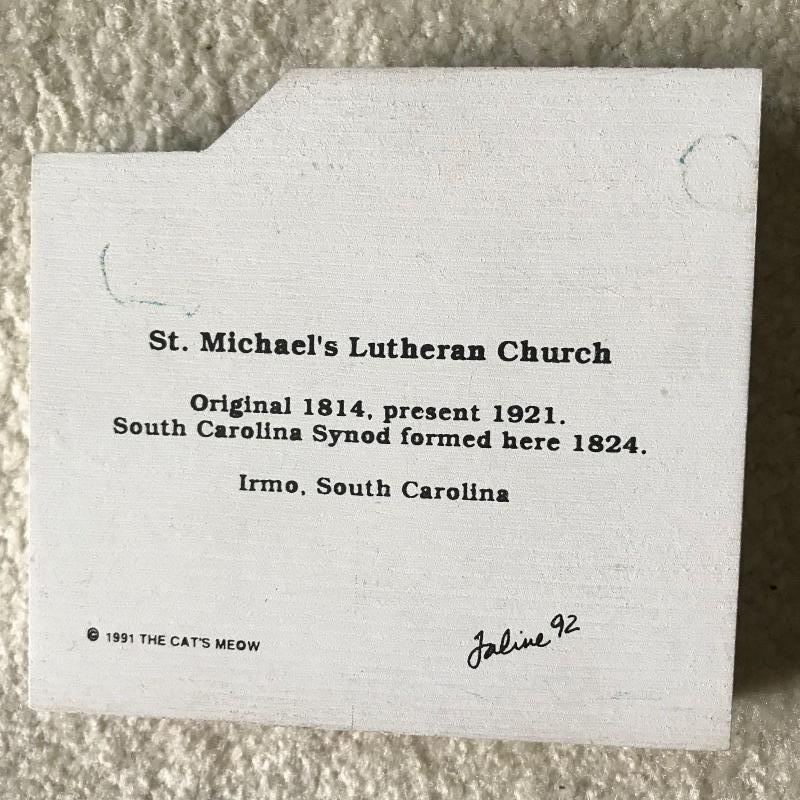 St. Michael's Lutheran Church
Original 1814, present 1921.
South Carolina Synod formed here 1824.
Irmo, South Carolina
© 1991 THE CAT'S MEOW
Faline 92